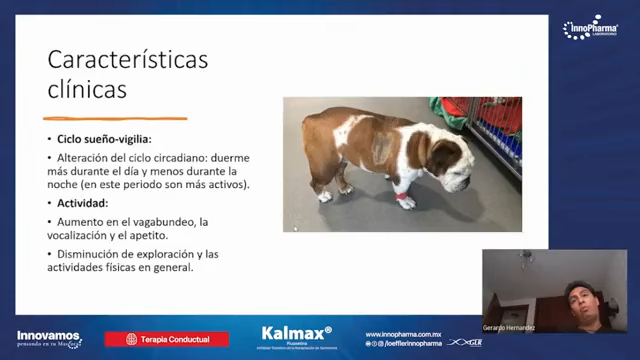 InnoPharma
LABORATORIO
Características
clínicas
• Ciclo sueño-vigilia:
• Alteración del ciclo circadiano: duerme
más durante el día y menos durante la
noche (en este periodo son más activos).
• Actividad:
• Aumento en el vagabundeo, la
vocalización y el apetito.
• Disminución de exploración y las
actividades físicas en general.
Gerardo Hernandez
Innovamos
pensando en tu Mascota
Terapia Conductual
Kalmax®
Fluoxetina
www.innopharma.com.mx
/loefflerinnopharma